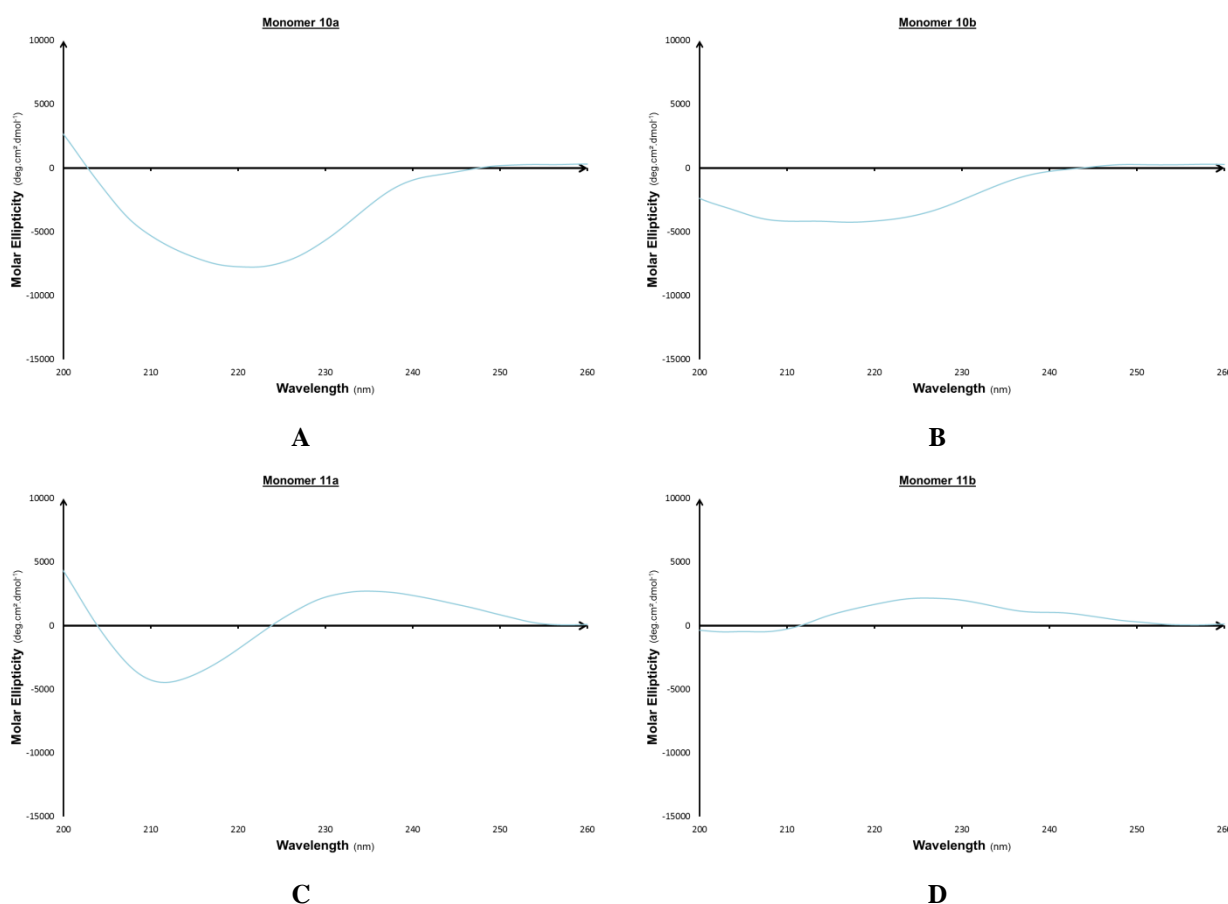 Monomer 10a
10000
5000
0
-5000
-10000
-15000
Molar Ellipticity (deg.cm².dmol⁻¹)
200 210 220 230 240 250 260
Wavelength (nm)
A
Monomer 10b
10000
5000
0
-5000
-10000
-15000
Molar Ellipticity (deg.cm².dmol⁻¹)
200 210 220 230 240 250 260
Wavelength (nm)
B
Monomer 11a
10000
5000
0
-5000
-10000
-15000
Molar Ellipticity (deg.cm².dmol⁻¹)
200 210 220 230 240 250 260
Wavelength (nm)
C
Monomer 11b
10000
5000
0
-5000
-10000
-15000
Molar Ellipticity (deg.cm².dmol⁻¹)
200 210 220 230 240 250 260
Wavelength (nm)
D